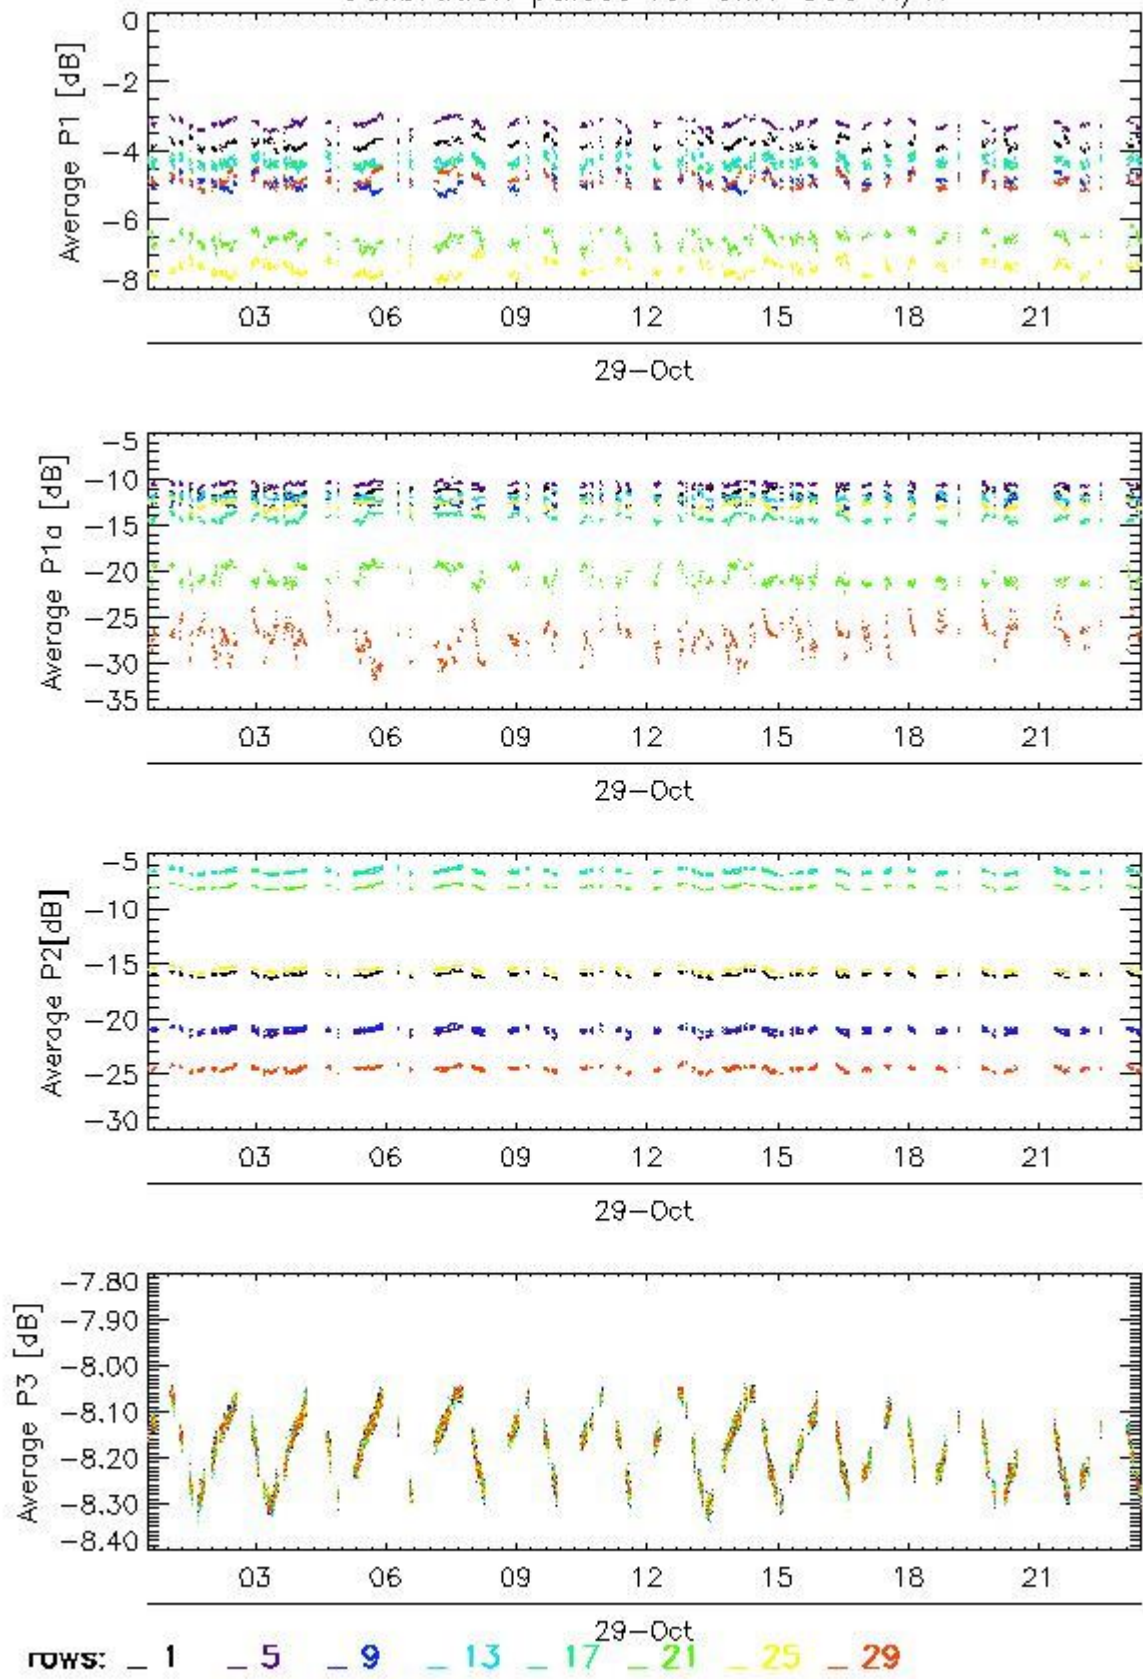 0
−2
−4
−6
−8
Average P1 [dB]
03 06 09 12 15 18 21
29−Oct
−5
−10
−15
−20
−25
−30
−35
Average P1a [dB]
03 06 09 12 15 18 21
29−Oct
−5
−10
−15
−20
−25
−30
Average P2[dB]
03 06 09 12 15 18 21
29−Oct
−7.80
−7.90
−8.00
−8.10
−8.20
−8.30
−8.40
Average P3 [dB]
03 06 09 12 15 18 21
29−Oct
rows: _ 1 _ 5 _ 9 _ 13 _ 17 _ 21 _ 25 _ 29